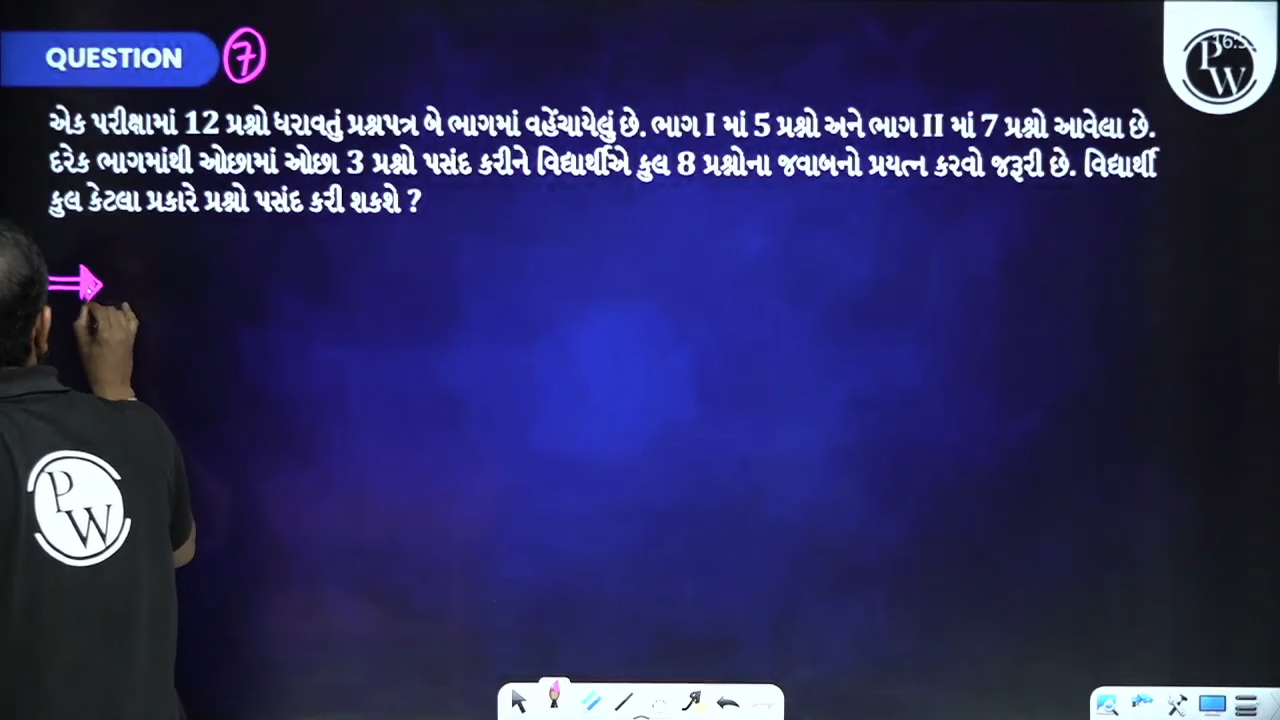 QUESTION 7
એક પરીક્ષામાં 12 પ્રશ્નો ધરાવતું પ્રશ્નપત્ર બે ભાગમાં વહેંચાયેલું છે. ભાગ I માં 5 પ્રશ્નો અને ભાગ II માં 7 પ્રશ્નો આવેલા છે.
દરેક ભાગમાંથી ઓછામાં ઓછા 3 પ્રશ્નો પસંદ કરીને વિદ્યાર્થીએ કુલ 8 પ્રશ્નોના જવાબનો પ્રયત્ન કરવો જરૂરી છે. વિદ્યાર્થી
કુલ કેટલા પ્રકારે પ્રશ્નો પસંદ કરી શકશે ?
PW
PW